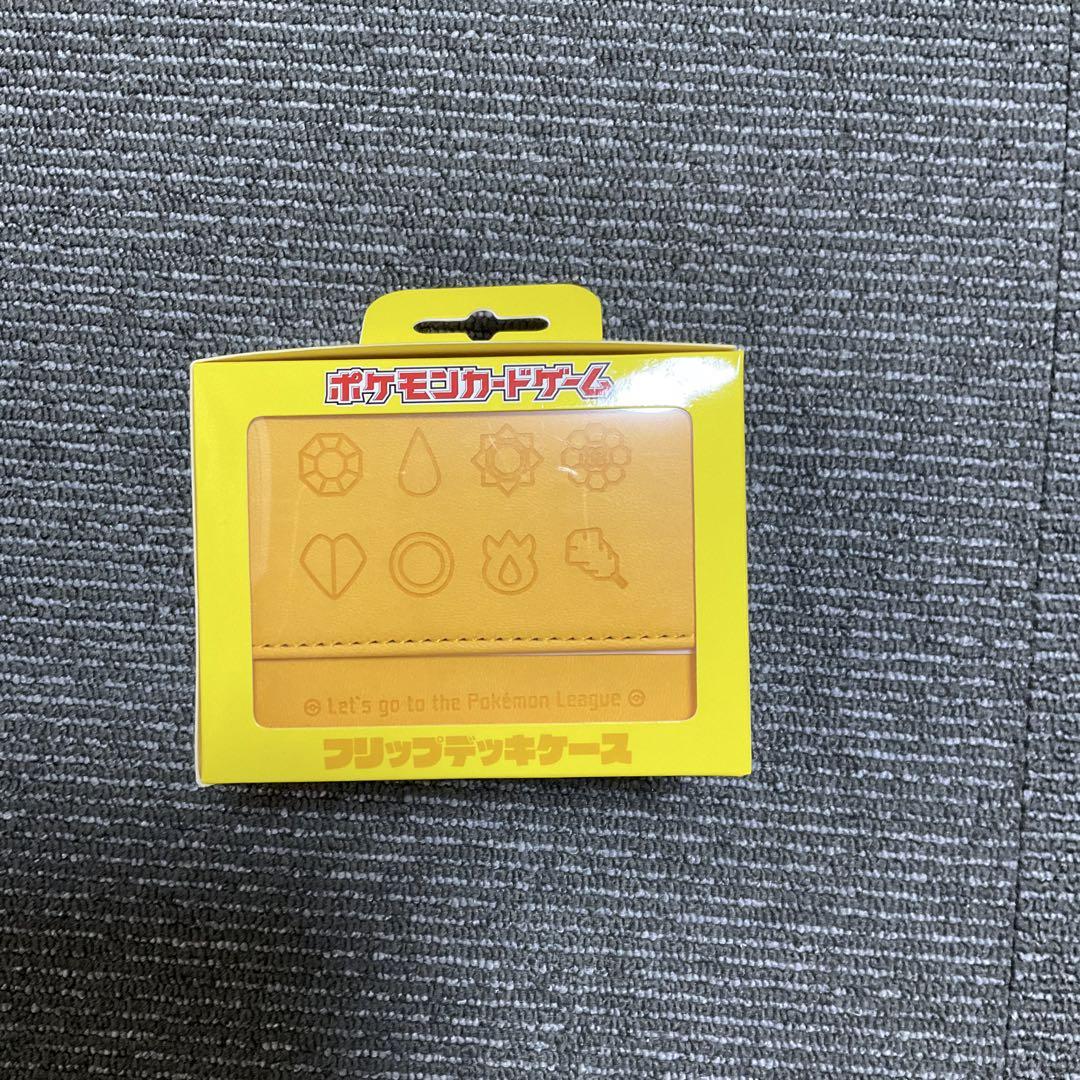 ポケモンカードゲーム
Let's go to the Pokémon League
フリップデッキケース